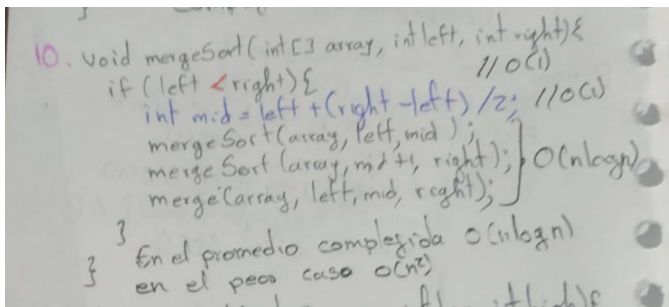 }
10. void mergeSort(int[] array, int left, int right){
if (left < right){ //O(1)
int mid = left + (right - left) /2; //O(1)
mergeSort(array, left, mid);
mergeSort(array, mid +1, right); O(nlogn)
merge(array, left, mid, right);
}
} En el promedio complejida O(nlogn)
en el peor caso O(n²)